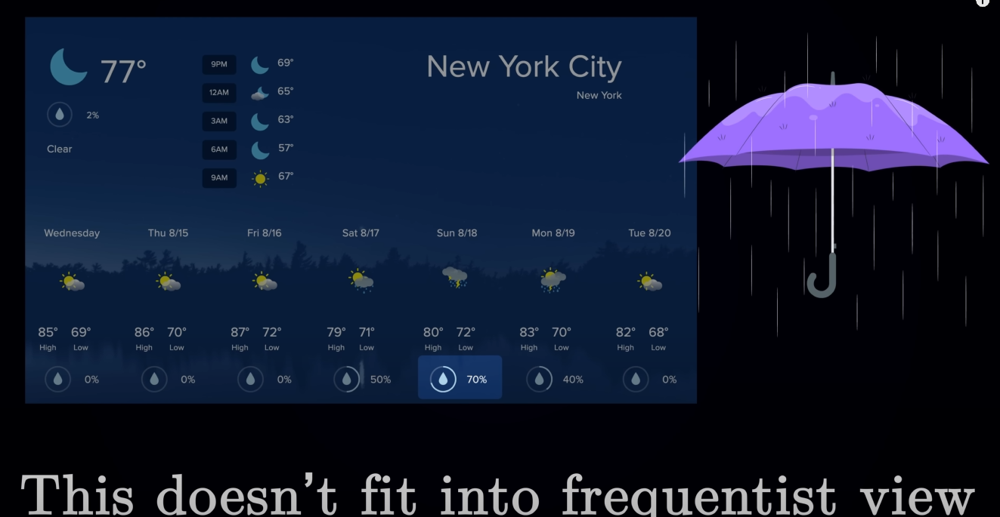 77°
2%
Clear
9PM 69°
12AM 65°
3AM 63°
6AM 57°
9AM 67°
New York City
New York
Wednesday Thu 8/15 Fri 8/16 Sat 8/17 Sun 8/18 Mon 8/19 Tue 8/20
85° 69° 86° 70° 87° 72° 79° 71° 80° 72° 83° 70° 82° 68°
High Low High Low High Low High Low High Low High Low High Low
0% 0% 0% 50% 70% 40% 0%
This doesn't fit into frequentist view